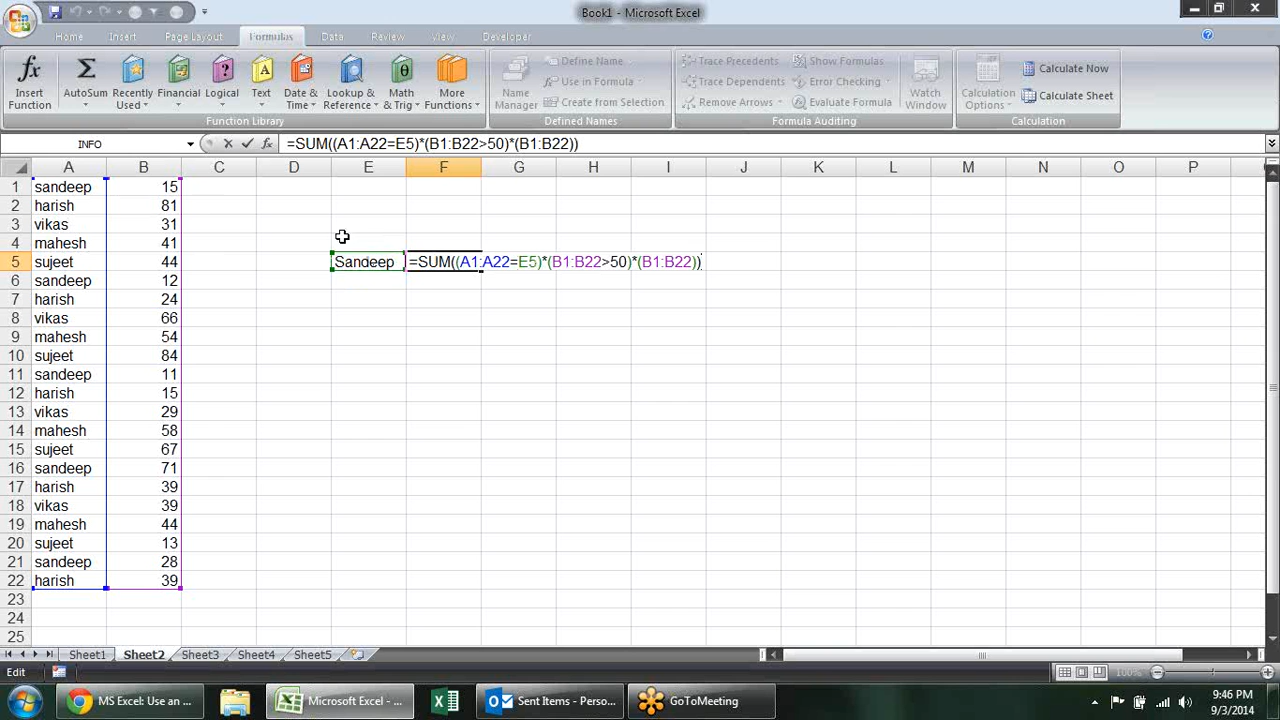 Book1 - Microsoft Excel
Home Insert Page Layout Formulas Data Review View Developer
fx Insert Function
Σ AutoSum
Recently Used
Financial
Logical
Text
Date & Time
Lookup & Reference
Math & Trig
More Functions
Function Library
Name Manager
Define Name
Use in Formula
Create from Selection
Defined Names
Trace Precedents
Trace Dependents
Remove Arrows
Show Formulas
Error Checking
Evaluate Formula
Watch Window
Formula Auditing
Calculation Options
Calculate Now
Calculate Sheet
Calculation
INFO fx =SUM((A1:A22=E5)*(B1:B22>50)*(B1:B22))
A B C D E F G H I J K L M N O P
1 sandeep 15
2 harish 81
3 vikas 31
4 mahesh 41
5 sujeet 44 Sandeep =SUM((A1:A22=E5)*(B1:B22>50)*(B1:B22))
6 sandeep 12
7 harish 24
8 vikas 66
9 mahesh 54
10 sujeet 84
11 sandeep 11
12 harish 15
13 vikas 29
14 mahesh 58
15 sujeet 67
16 sandeep 71
17 harish 39
18 vikas 39
19 mahesh 44
20 sujeet 13
21 sandeep 28
22 harish 39
23
24
25
Sheet1 Sheet2 Sheet3 Sheet4 Sheet5
Edit 100%
MS Excel: Use an ... Microsoft Excel - ... Sent Items - Perso... GoToMeeting
9:46 PM
9/3/2014